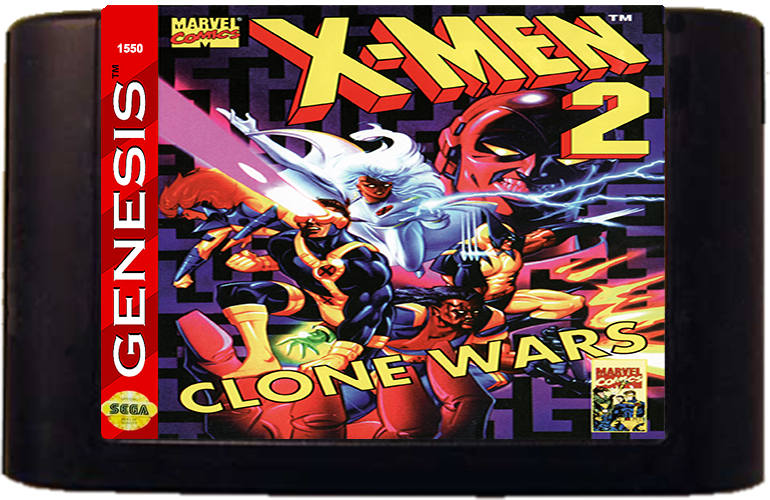 MARVEL®
COMICS
X-MEN™
2
1550
GENESIS™
SEGA
CLONE WARS
MARVEL
COMICS